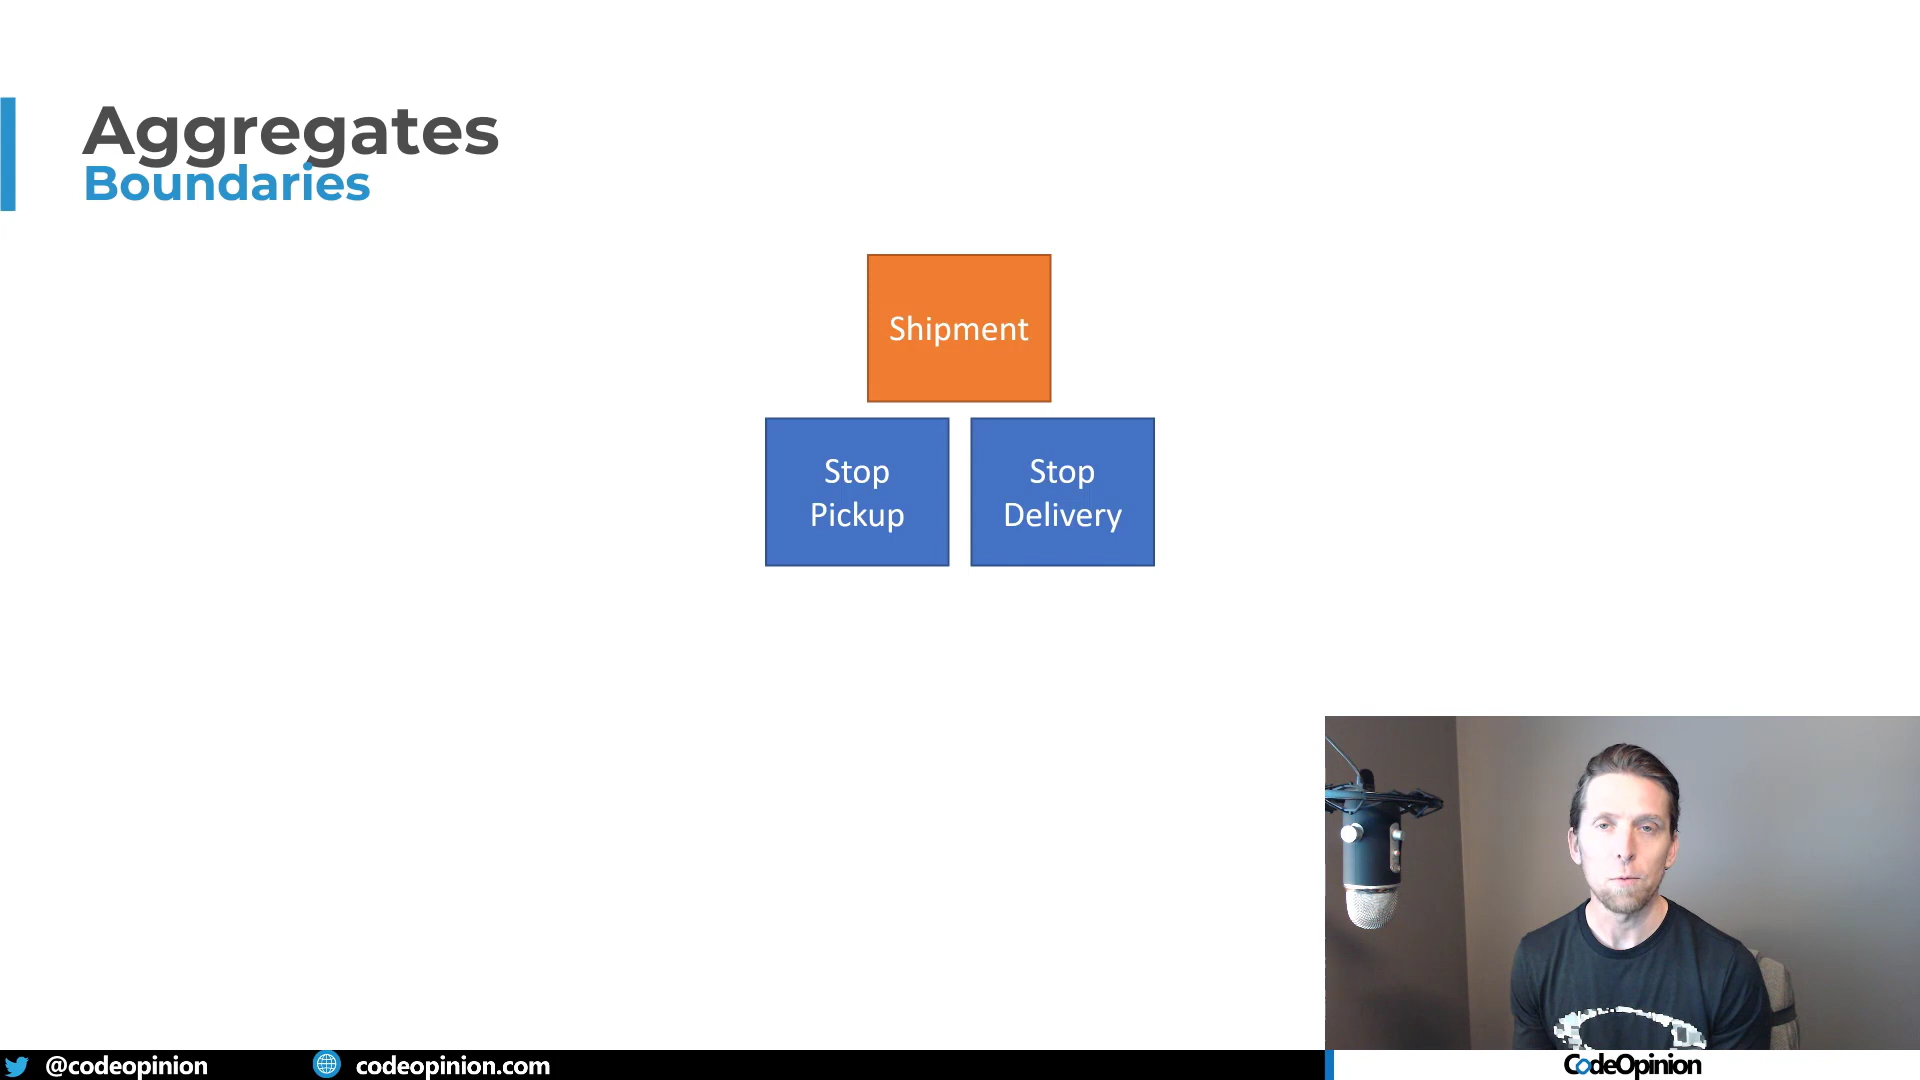 Aggregates
Boundaries
Shipment
Stop
Pickup
Stop
Delivery
@codeopinion
codeopinion.com
CodeOpinion